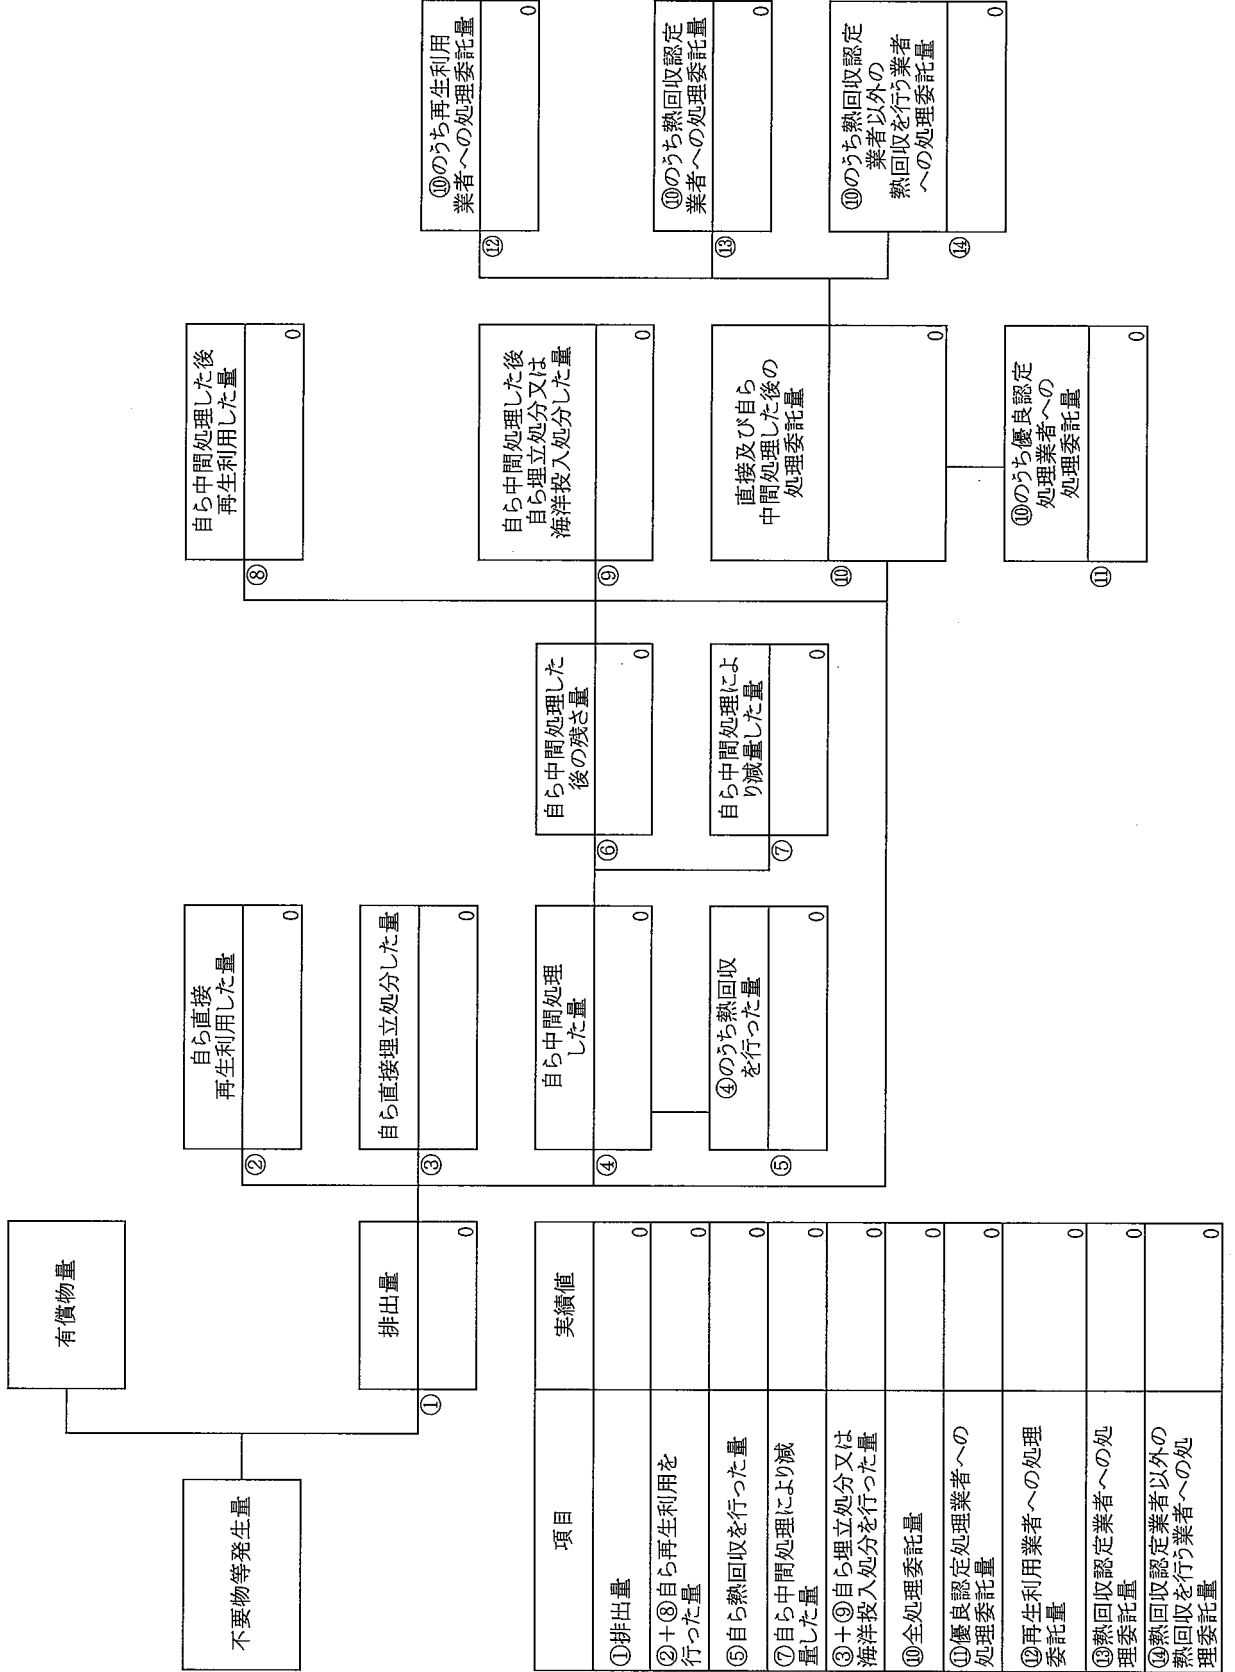 不要物等発生量
有償物量
排出量
①
0
自ら直接
再生利用した量
②
0
自ら直接埋立処分した量
③
0
自ら中間処理
した量
④
0
④のうち熱回収
を行った量
⑤
0
自ら中間処理した
後の残さ量
⑥
0
自ら中間処理によ
り減量した量
⑦
0
自ら中間処理した後
再生利用した量
⑧
0
自ら中間処理した後
自ら埋立処分又は
海洋投入処分した量
⑨
0
直接及び自ら
中間処理した後の
処理委託量
⑩
0
⑩のうち優良認定
処理業者への
処理委託量
⑪
0
⑩のうち再生利用
業者への処理委託量
⑫
0
⑩のうち熱回収認定
業者への処理委託量
⑬
0
⑩のうち熱回収認定
業者以外の
熱回収を行う業者
への処理委託量
⑭
0
項目 実績値
①排出量 0
②+⑧自ら再生利用を
行った量 0
⑤自ら熱回収を行った量 0
⑦自ら中間処理により減
量した量 0
③+⑨自ら埋立処分又は
海洋投入処分を行った量 0
⑩全処理委託量 0
⑪優良認定処理業者への
処理委託量 0
⑫再生利用業者への処理
委託量 0
⑬熱回収認定業者への処
理委託量 0
⑭熱回収認定業者以外の
熱回収を行う業者への処
理委託量 0